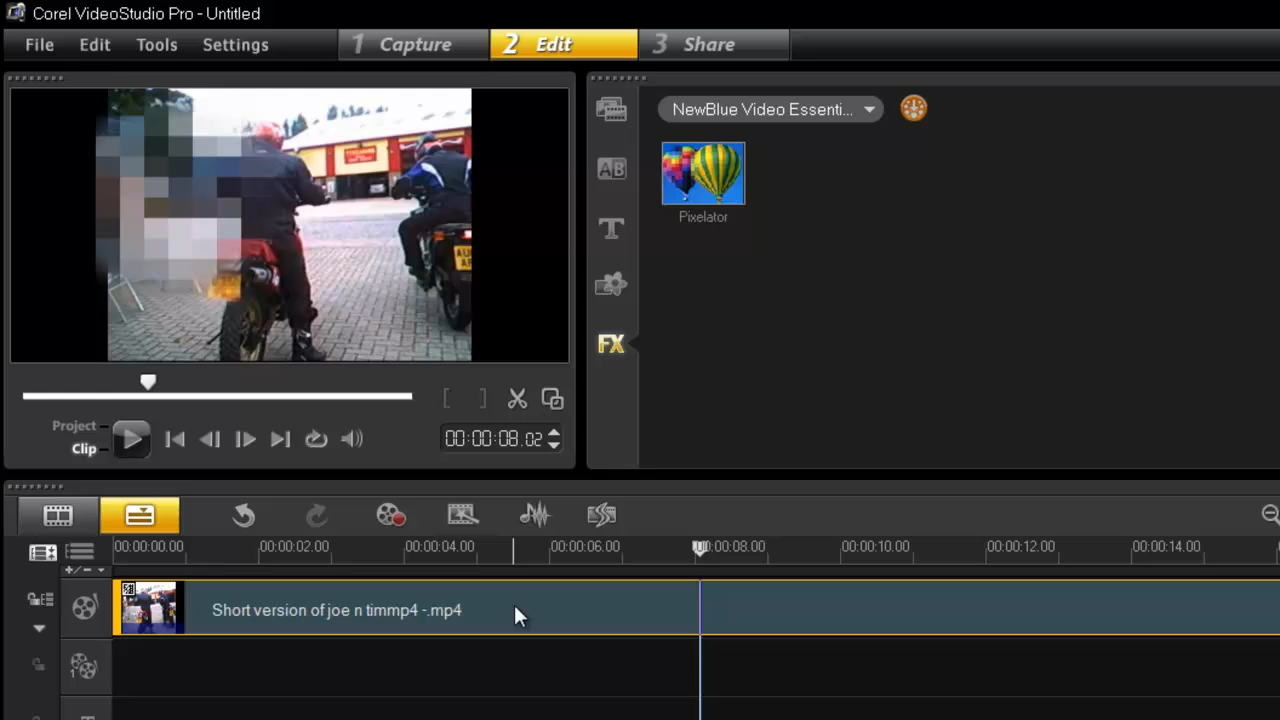 Corel VideoStudio Pro - Untitled
File Edit Tools Settings 1 Capture 2 Edit 3 Share
NewBlue Video Essenti...
AB
Pixelator
T
FX
Project
Clip
[ ]
00:00:08.02
00:00:00.00 00:00:02.00 00:00:04.00 00:00:06.00 00:00:08.00 00:00:10.00 00:00:12.00 00:00:14.00
Short version of joe n timmp4 -.mp4
1